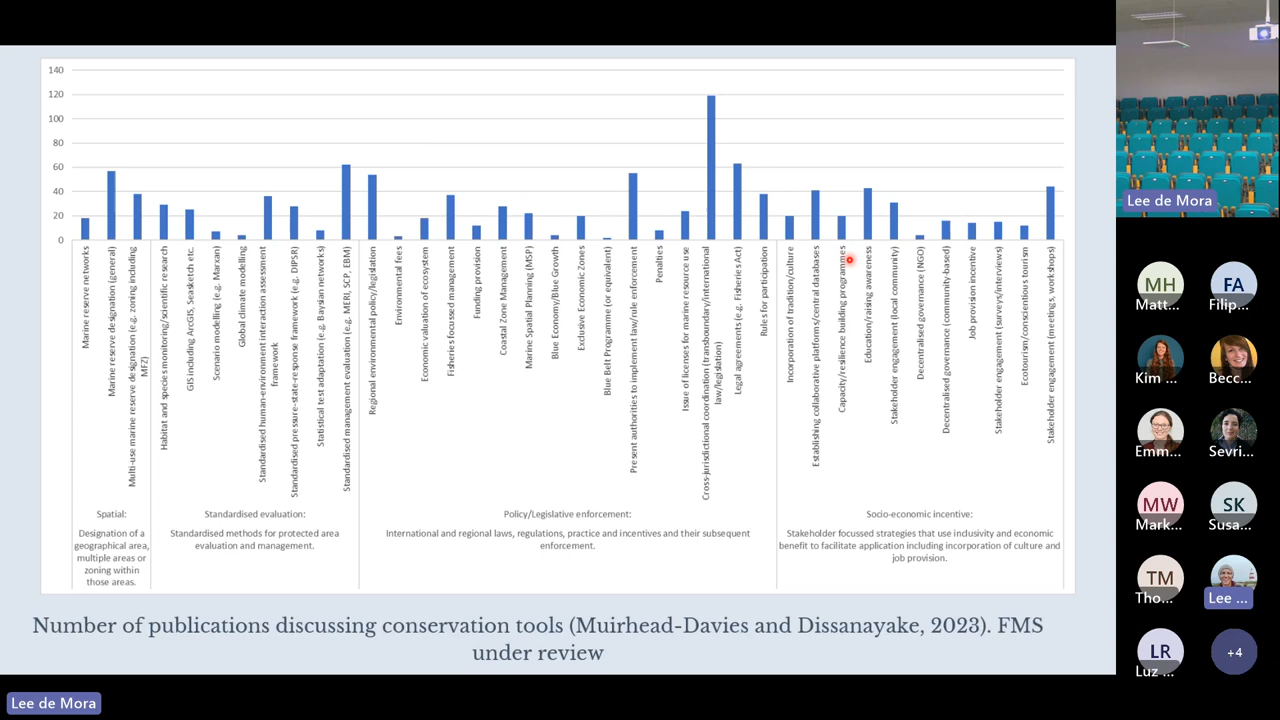 140
120
100
80
60
40
20
0
Marine reserve networks
Marine reserve designation (general)
Multi-use marine reserve designation (e.g. zoning including
MFZ)
Habitat and species monitoring/scientific research
GIS including ArcGIS, Seasketch etc.
Scenario modelling (e.g. Marxan)
Global climate modelling
Standardised human-environment interaction assessment
framework
Standardised pressure-state-response framework (e.g. DIPSR)
Statistical test adaptation (e.g. Baysian networks)
Standardised management evaluation (e.g. MERI, SCP, EBM)
Regional environmental policy/legislation
Environmental fees
Economic valuation of ecosystem
Fisheries focussed management
Funding provision
Coastal Zone Management
Marine Spatial Planning (MSP)
Blue Economy/Blue Growth
Exclusive Economic Zones
Blue Belt Programme (or equivalent)
Present authorities to implement law/rule enforcement
Penalties
Issue of licenses for marine resource use
Cross-jurisdictional coordination (transboundary/international
law/legislation)
Legal agreements (e.g. Fisheries Act)
Rules for participation
Incorporation of tradition/culture
Establishing collaborative platforms/central databases
Capacity/resilience building programmes
Education/raising awareness
Stakeholder engagement (local community)
Decentralised governance (NGO)
Decentralised governance (community-based)
Job provision incentive
Stakeholder engagement (surveys/interviews)
Ecotourism/conscientious tourism
Stakeholder engagement (meetings, workshops)
Spatial:
Designation of a
geographical area,
multiple areas or
zoning within
those areas.
Standardised evaluation:
Standardised methods for protected area
evaluation and management.
Policy/Legislative enforcement:
International and regional laws, regulations, practice and incentives and their subsequent
enforcement.
Socio-economic incentive:
Stakeholder focussed strategies that use inclusivity and economic
benefit to facilitate application including incorporation of culture and
job provision.
Number of publications discussing conservation tools (Muirhead-Davies and Dissanayake, 2023). FMS
under review
Lee de Mora
Lee de Mora
MH
Matt...
FA
Filip...
Kim ...
Becc...
Emm...
Sevri...
MW
Mark...
SK
Susa...
TM
Tho...
Lee ...
LR
Luz ...
+4